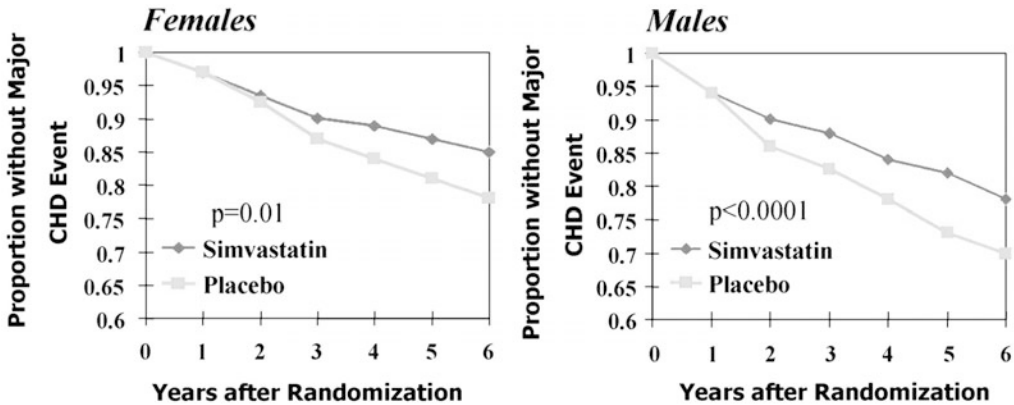 Females
Proportion without Major
CHD Event
1
0.95
0.9
0.85
0.8
0.75
0.7
0.65
0.6
p=0.01
Simvastatin
Placebo
0 1 2 3 4 5 6
Years after Randomization
Males
Proportion without Major
CHD Event
1
0.95
0.9
0.85
0.8
0.75
0.7
0.65
0.6
p<0.0001
Simvastatin
Placebo
0 1 2 3 4 5 6
Years after Randomization